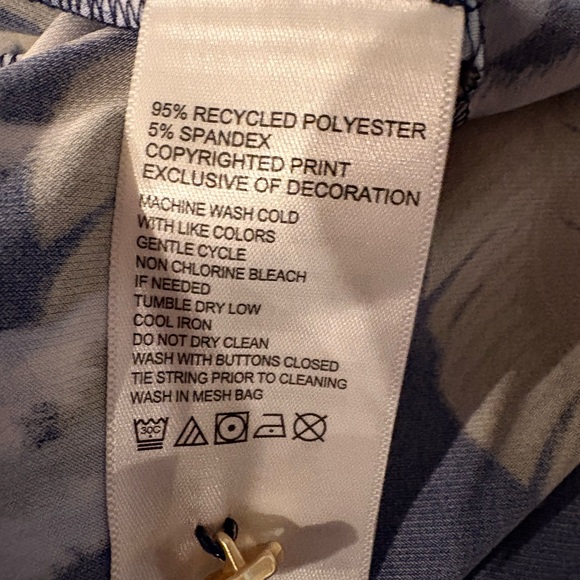 95% RECYCLED POLYESTER
5% SPANDEX
COPYRIGHTED PRINT
EXCLUSIVE OF DECORATION
MACHINE WASH COLD
WITH LIKE COLORS
GENTLE CYCLE
NON CHLORINE BLEACH
IF NEEDED
TUMBLE DRY LOW
COOL IRON
DO NOT DRY CLEAN
WASH WITH BUTTONS CLOSED
TIE STRING PRIOR TO CLEANING
WASH IN MESH BAG
30C